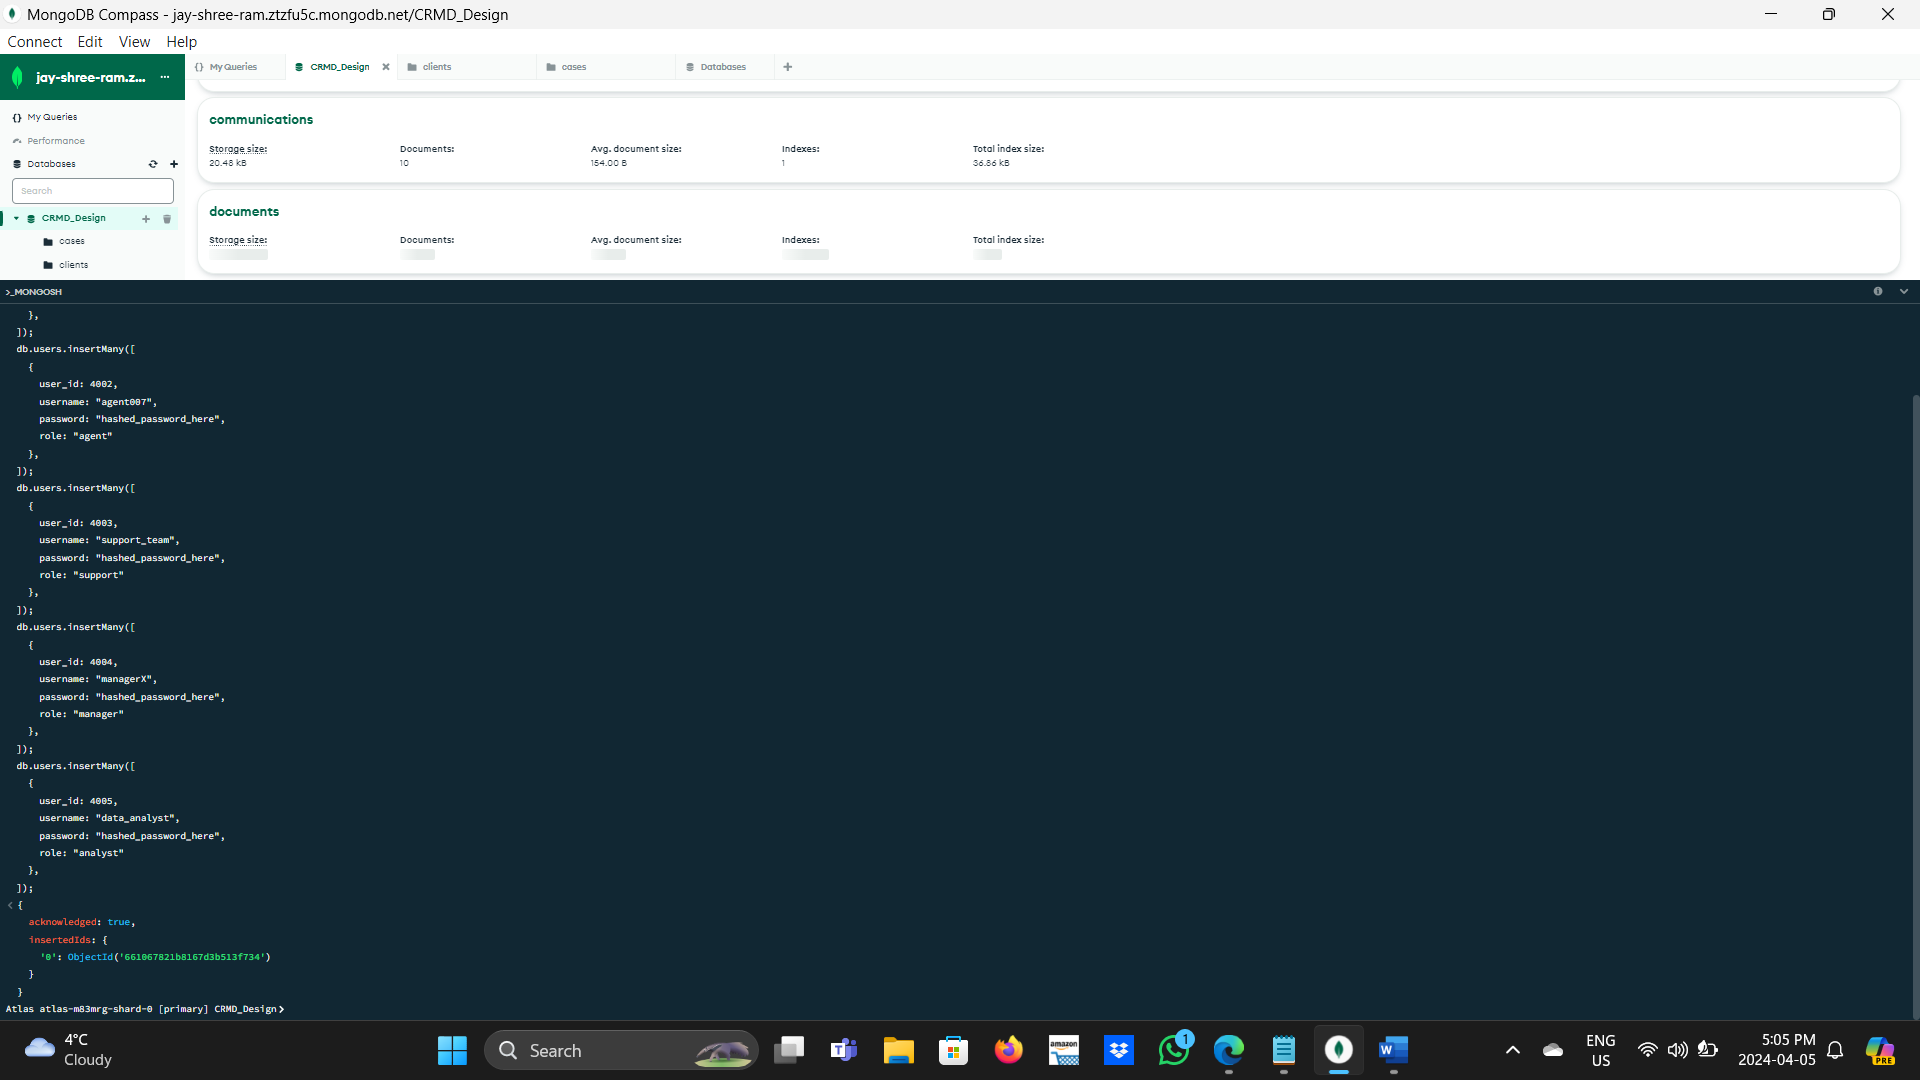 MongoDB Compass - jay-shree-ram.ztzfu5c.mongodb.net/CRMD_Design
Connect Edit View Help
jay-shree-ram.z... ...
My Queries
CRMD_Design
clients
cases
Databases
{} My Queries
Performance
Databases
Search
CRMD_Design
cases
clients
communications
Storage size: Documents: Avg. document size: Indexes: Total index size:
20.48 kB 10 154.00 B 1 36.86 kB
documents
Storage size: Documents: Avg. document size: Indexes: Total index size:
>_MONGOSH
},
]);
db.users.insertMany([
{
user_id: 4002,
username: "agent007",
password: "hashed_password_here",
role: "agent"
},
]);
db.users.insertMany([
{
user_id: 4003,
username: "support_team",
password: "hashed_password_here",
role: "support"
},
]);
db.users.insertMany([
{
user_id: 4004,
username: "managerX",
password: "hashed_password_here",
role: "manager"
},
]);
db.users.insertMany([
{
user_id: 4005,
username: "data_analyst",
password: "hashed_password_here",
role: "analyst"
},
]);
< {
acknowledged: true,
insertedIds: {
'0': ObjectId('661067821b8167d3b513f734')
}
}
Atlas atlas-m83mrg-shard-0 [primary] CRMD_Design>
4°C
Cloudy
Search
amazon
1
W
ENG
US
5:05 PM
2024-04-05
PRE